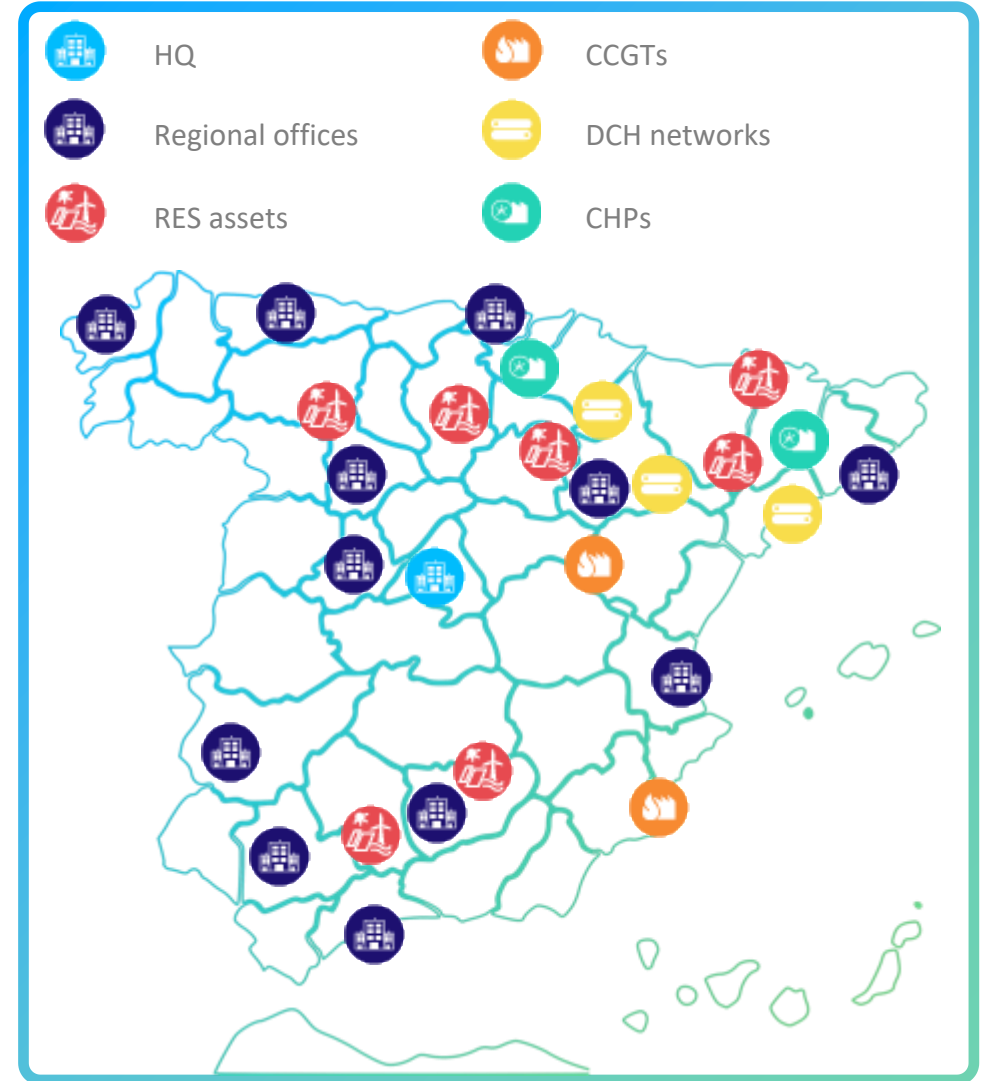 HQ
CCGTs
Regional offices
DCH networks
RES assets
CHPs